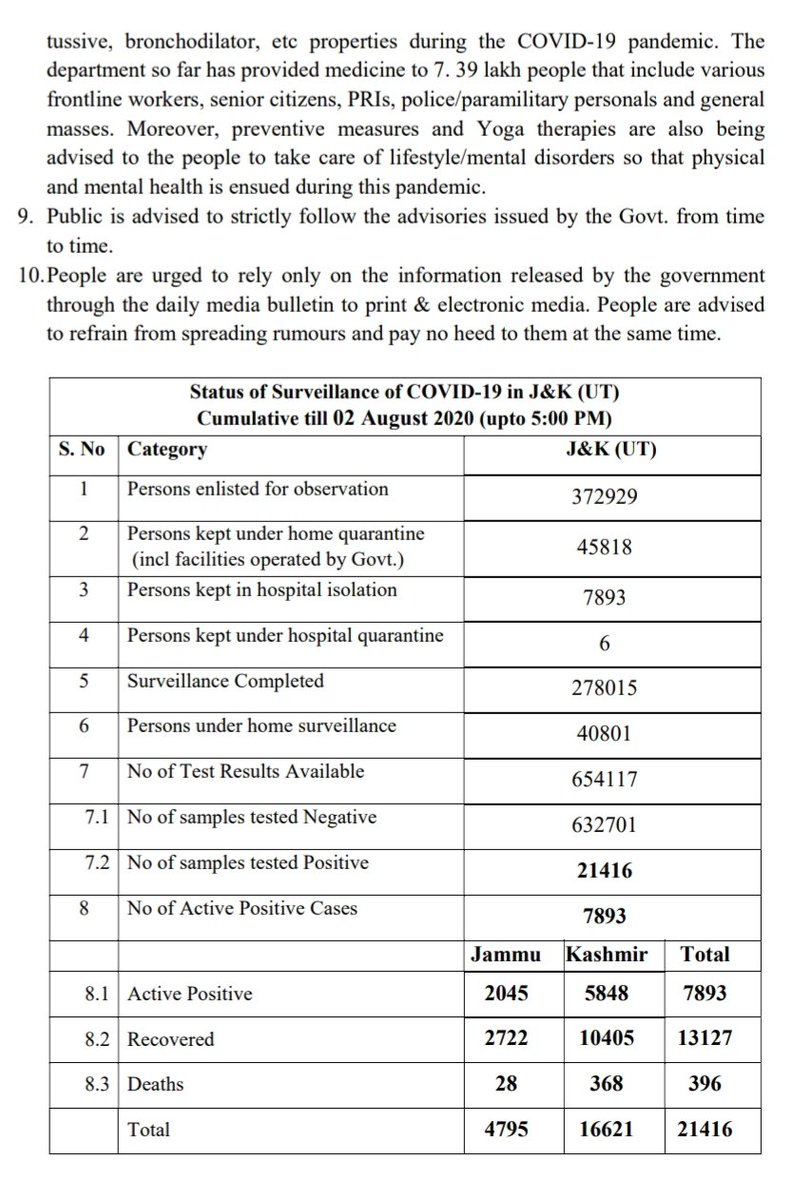 tussive, bronchodilator, etc properties during the COVID-19 pandemic. The
department so far has provided medicine to 7. 39 lakh people that include various
frontline workers, senior citizens, PRIs, police/paramilitary personals and general
masses. Moreover, preventive measures and Yoga therapies are also being
advised to the people to take care of lifestyle/mental disorders so that physical
and mental health is ensued during this pandemic.
9. Public is advised to strictly follow the advisories issued by the Govt. from time
to time.
10.People are urged to rely only on the information released by the government
through the daily media bulletin to print & electronic media. People are advised
to refrain from spreading rumours and pay no heed to them at the same time.
Status of Surveillance of COVID-19 in J&K (UT)
Cumulative till 02 August 2020 (upto 5:00 PM)
S. No Category J&K (UT)
1 Persons enlisted for observation 372929
2 Persons kept under home quarantine
(incl facilities operated by Govt.) 45818
3 Persons kept in hospital isolation 7893
4 Persons kept under hospital quarantine 6
5 Surveillance Completed 278015
6 Persons under home surveillance 40801
7 No of Test Results Available 654117
7.1 No of samples tested Negative 632701
7.2 No of samples tested Positive 21416
8 No of Active Positive Cases 7893
Jammu Kashmir Total
8.1 Active Positive 2045 5848 7893
8.2 Recovered 2722 10405 13127
8.3 Deaths 28 368 396
Total 4795 16621 21416